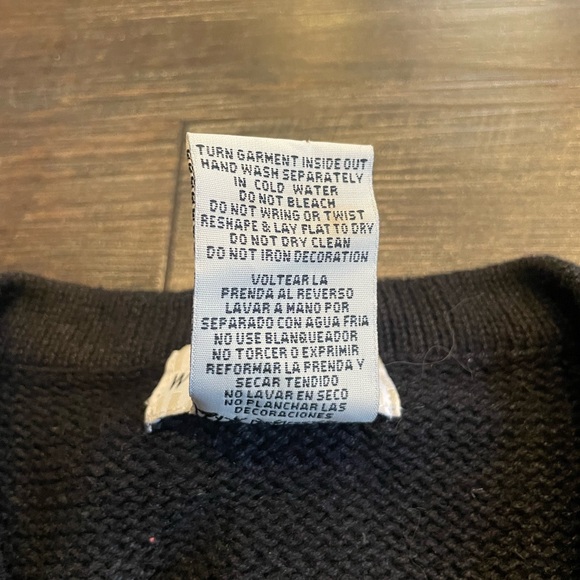 TURN GARMENT INSIDE OUT
HAND WASH SEPARATELY
IN COLD WATER
DO NOT BLEACH
DO NOT WRING OR TWIST
RESHAPE & LAY FLAT TO DRY
DO NOT DRY CLEAN
DO NOT IRON DECORATION
VOLTEAR LA
PRENDA AL REVERSO
LAVAR A MANO POR
SEPARADO CON AGUA FRIA
NO USE BLANQUEADOR
NO TORCER O EXPRIMIR
REFORMAR LA PRENDA Y
SECAR TENDIDO
NO LAVAR EN SECO
NO PLANCHAR LAS
DECORACIONES